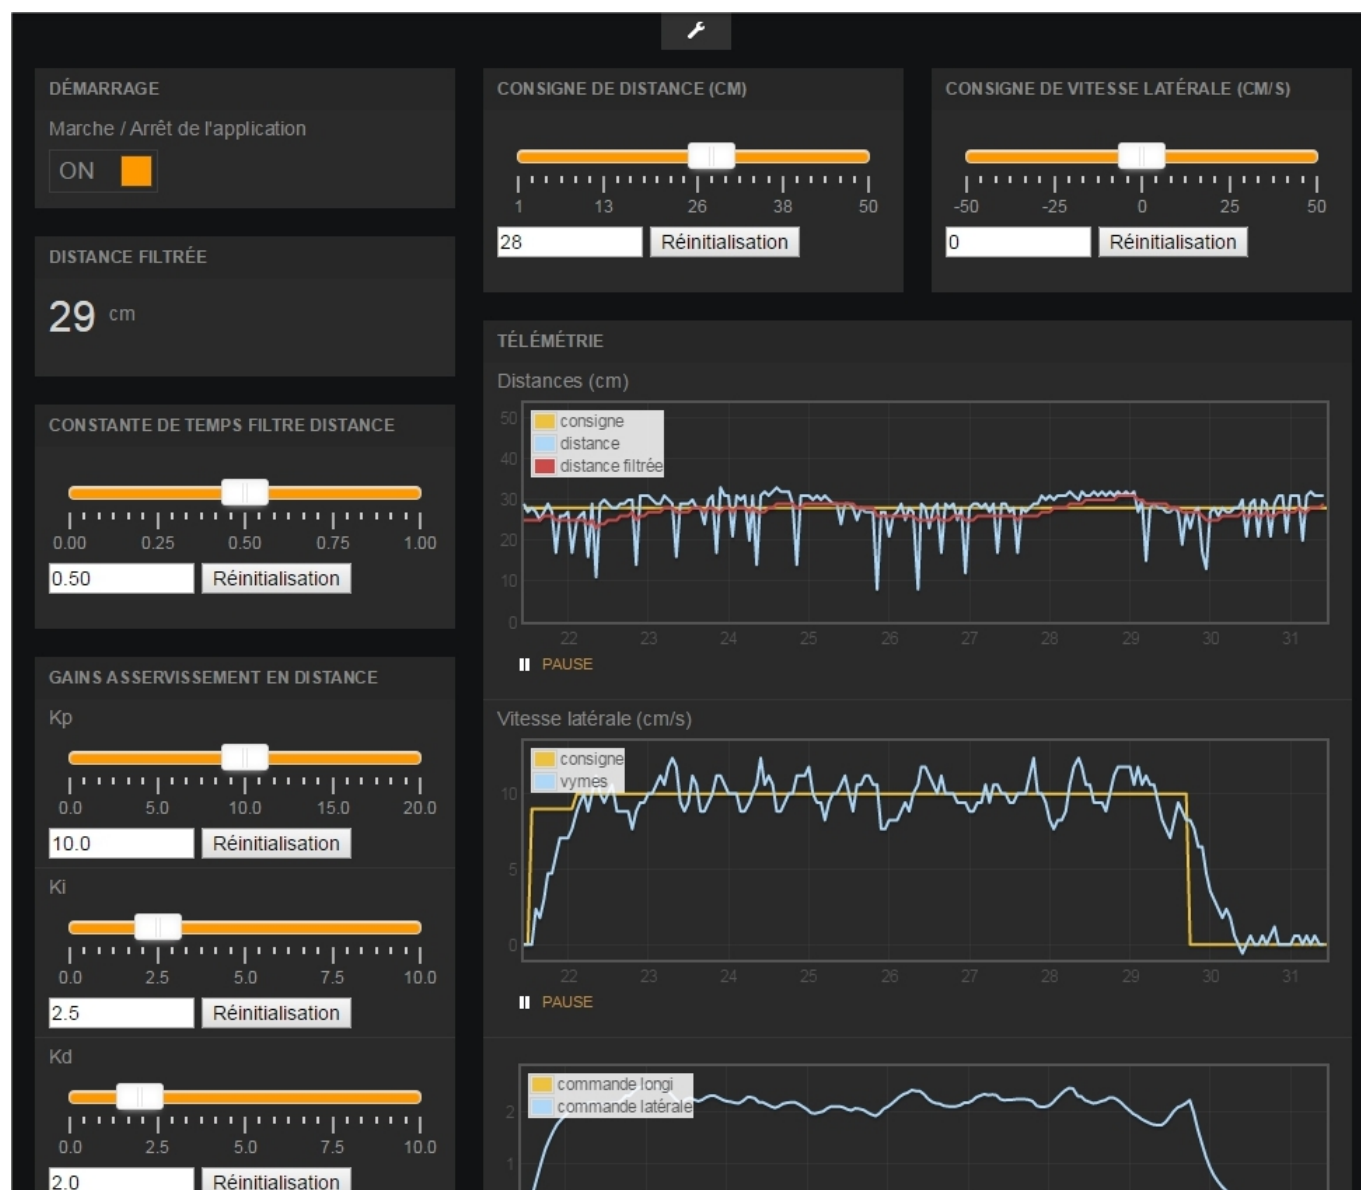 DÉMARRAGE
Marche / Arrêt de l'application
ON
DISTANCE FILTRÉE
29 cm
CONSTANTE DE TEMPS FILTRE DISTANCE
0.00 0.25 0.50 0.75 1.00
0.50 Réinitialisation
GAINS ASSERVISSEMENT EN DISTANCE
Kp
0.0 5.0 10.0 15.0 20.0
10.0 Réinitialisation
Ki
0.0 2.5 5.0 7.5 10.0
2.5 Réinitialisation
Kd
0.0 2.5 5.0 7.5 10.0
2.0 Réinitialisation
CONSIGNE DE DISTANCE (CM)
1 13 26 38 50
28 Réinitialisation
CONSIGNE DE VITESSE LATÉRALE (CM/S)
-50 -25 0 25 50
0 Réinitialisation
TÉLÉMÉTRIE
Distances (cm)
50
40
30
20
10
0
consigne
distance
distance filtrée
22 23 24 25 26 27 28 29 30 31
PAUSE
Vitesse latérale (cm/s)
10
5
0
consigne
vymes
22 23 24 25 26 27 28 29 30 31
PAUSE
2
1
commande longi
commande latérale